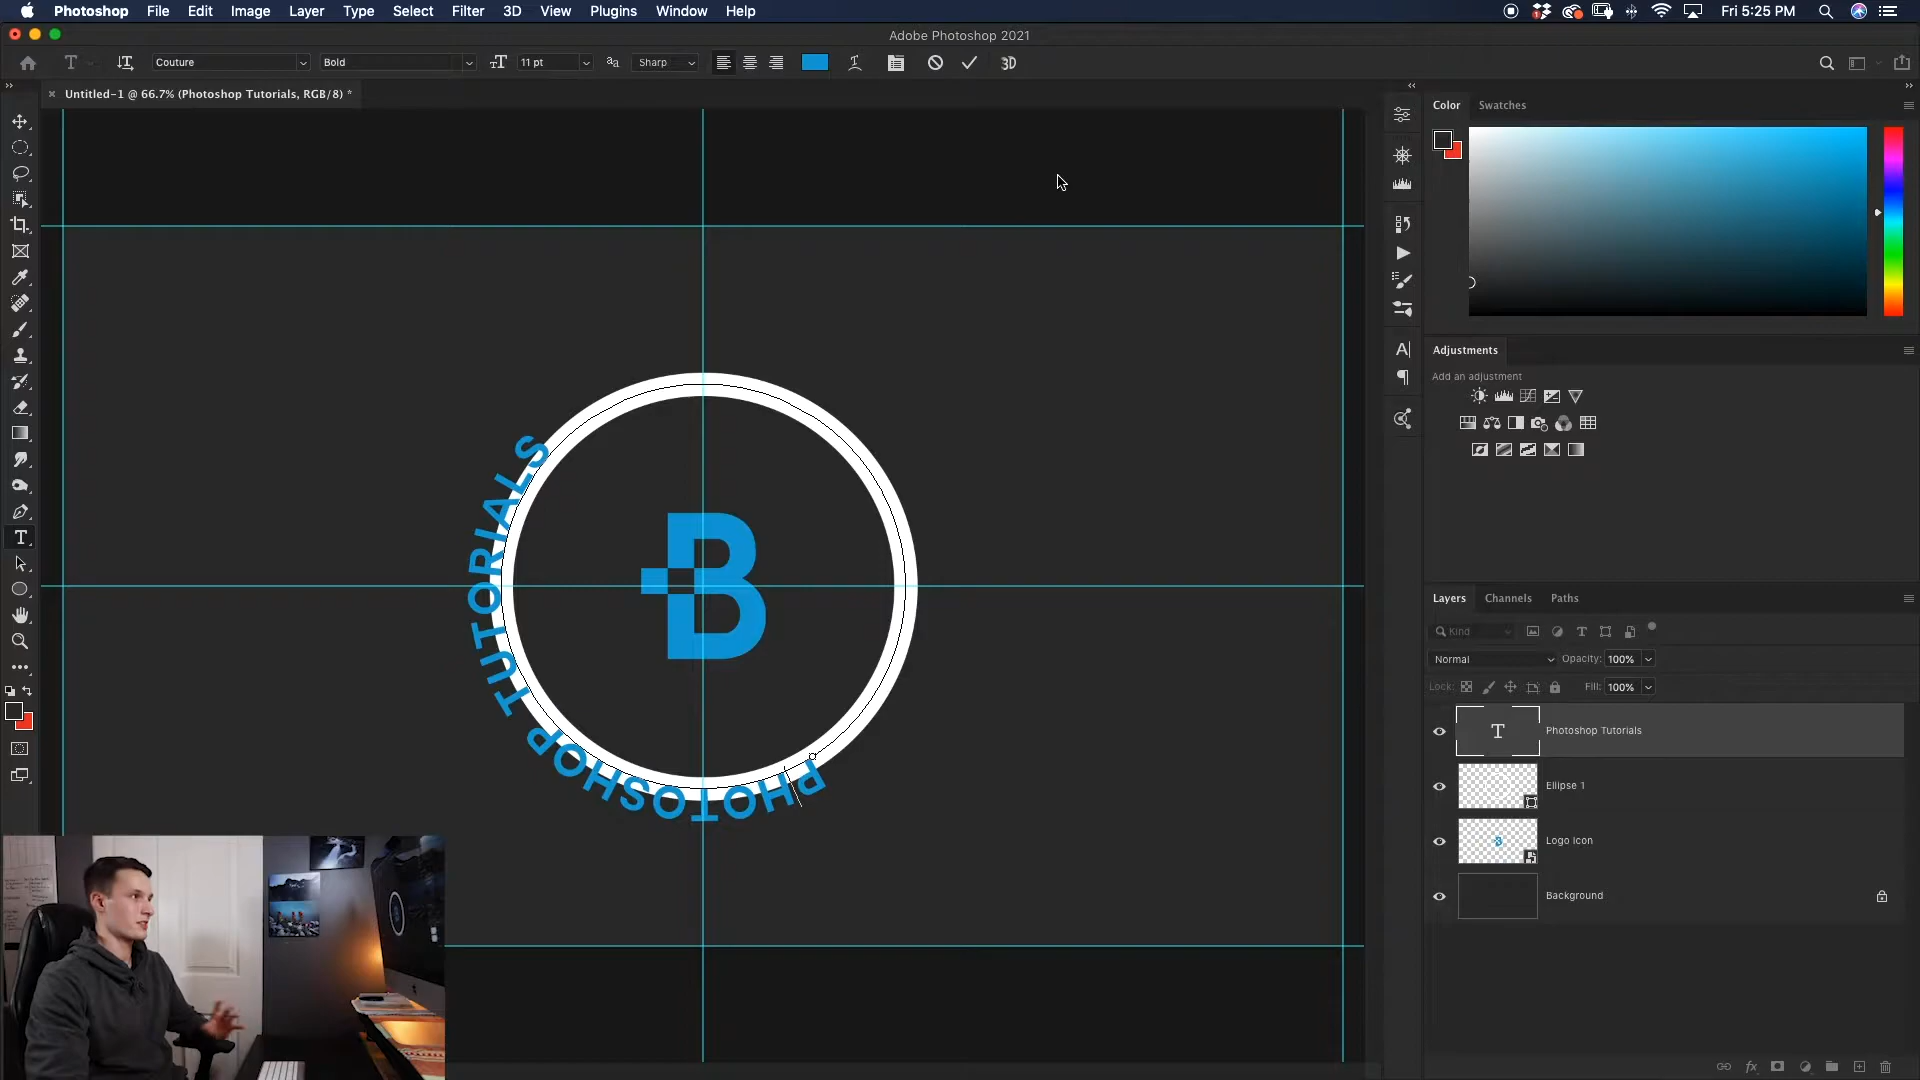 Photoshop File Edit Image Layer Type Select Filter 3D View Plugins Window Help
Fri 5:25 PM
Adobe Photoshop 2021
Couture Bold 11 pt Sharp 3D
Untitled-1 @ 66.7% (Photoshop Tutorials, RGB/8) *
Color Swatches
PHOTOSHOP TUTORIALS
B
Adjustments
Add an adjustment
Layers Channels Paths
Kind
Normal Opacity: 100%
Lock: Fill: 100%
Photoshop Tutorials
Ellipse 1
Logo Icon
Background